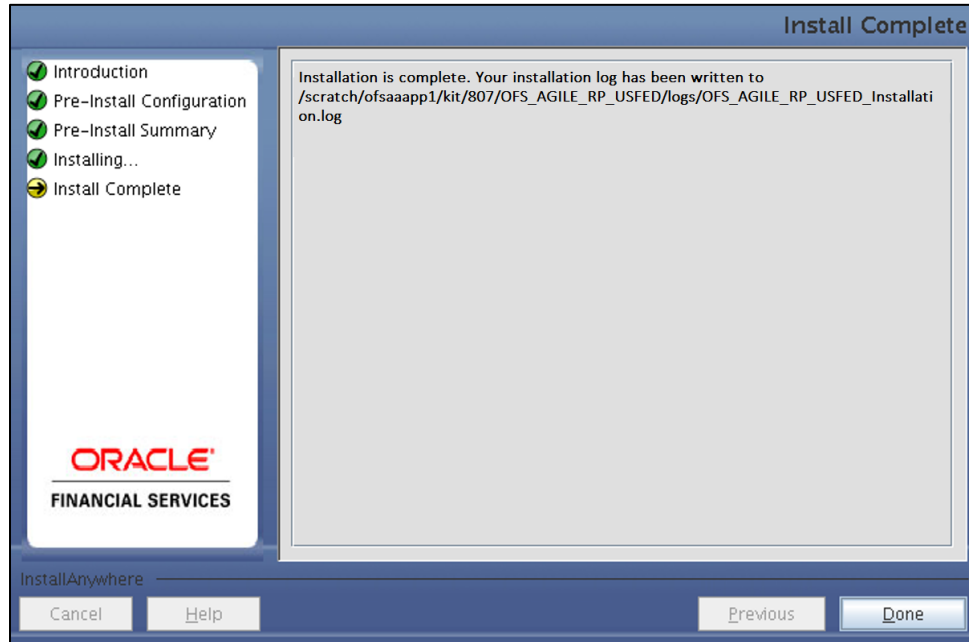 Install Complete
Introduction
Pre-Install Configuration
Pre-Install Summary
Installing...
Install Complete
Installation is complete. Your installation log has been written to
/scratch/ofsaaapp1/kit/807/OFS_AGILE_RP_USFED/logs/OFS_AGILE_RP_USFED_Installati
on.log
ORACLE'
FINANCIAL SERVICES
InstallAnywhere
Cancel
Help
Previous
Done